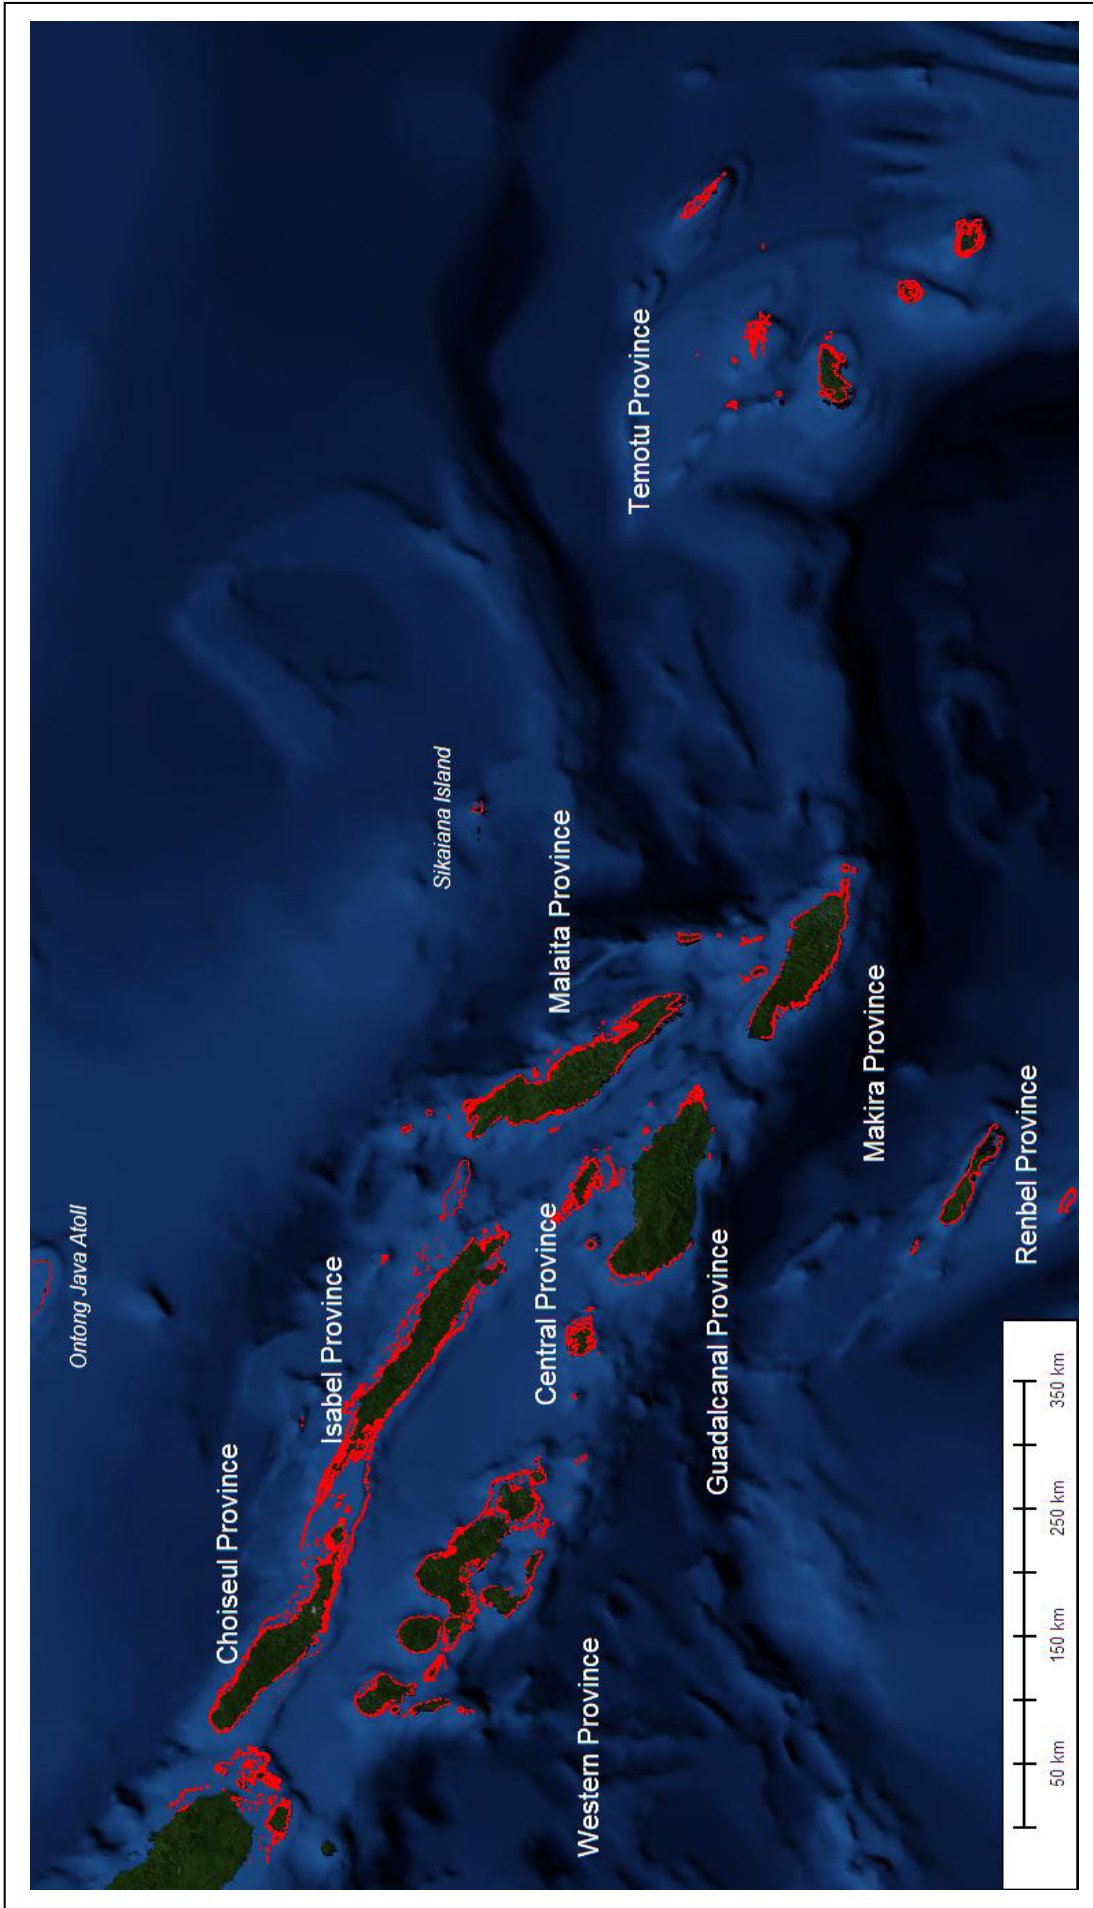 Ontong Java Atoll
Sikaiana Island
Choiseul Province
Isabel Province
Malaita Province
Temotu Province
Central Province
Western Province
Guadalcanal Province
Makira Province
Renbel Province
50 km
150 km
250 km
350 km